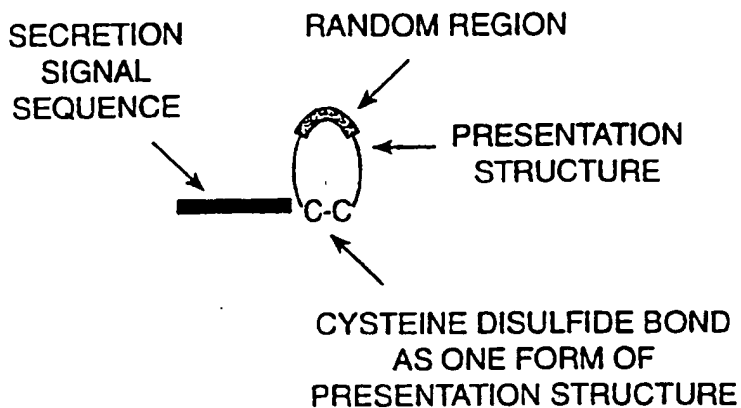 SECRETION
SIGNAL
SEQUENCE
RANDOM REGION
PRESENTATION
STRUCTURE
C-C
CYSTEINE DISULFIDE BOND
AS ONE FORM OF
PRESENTATION STRUCTURE